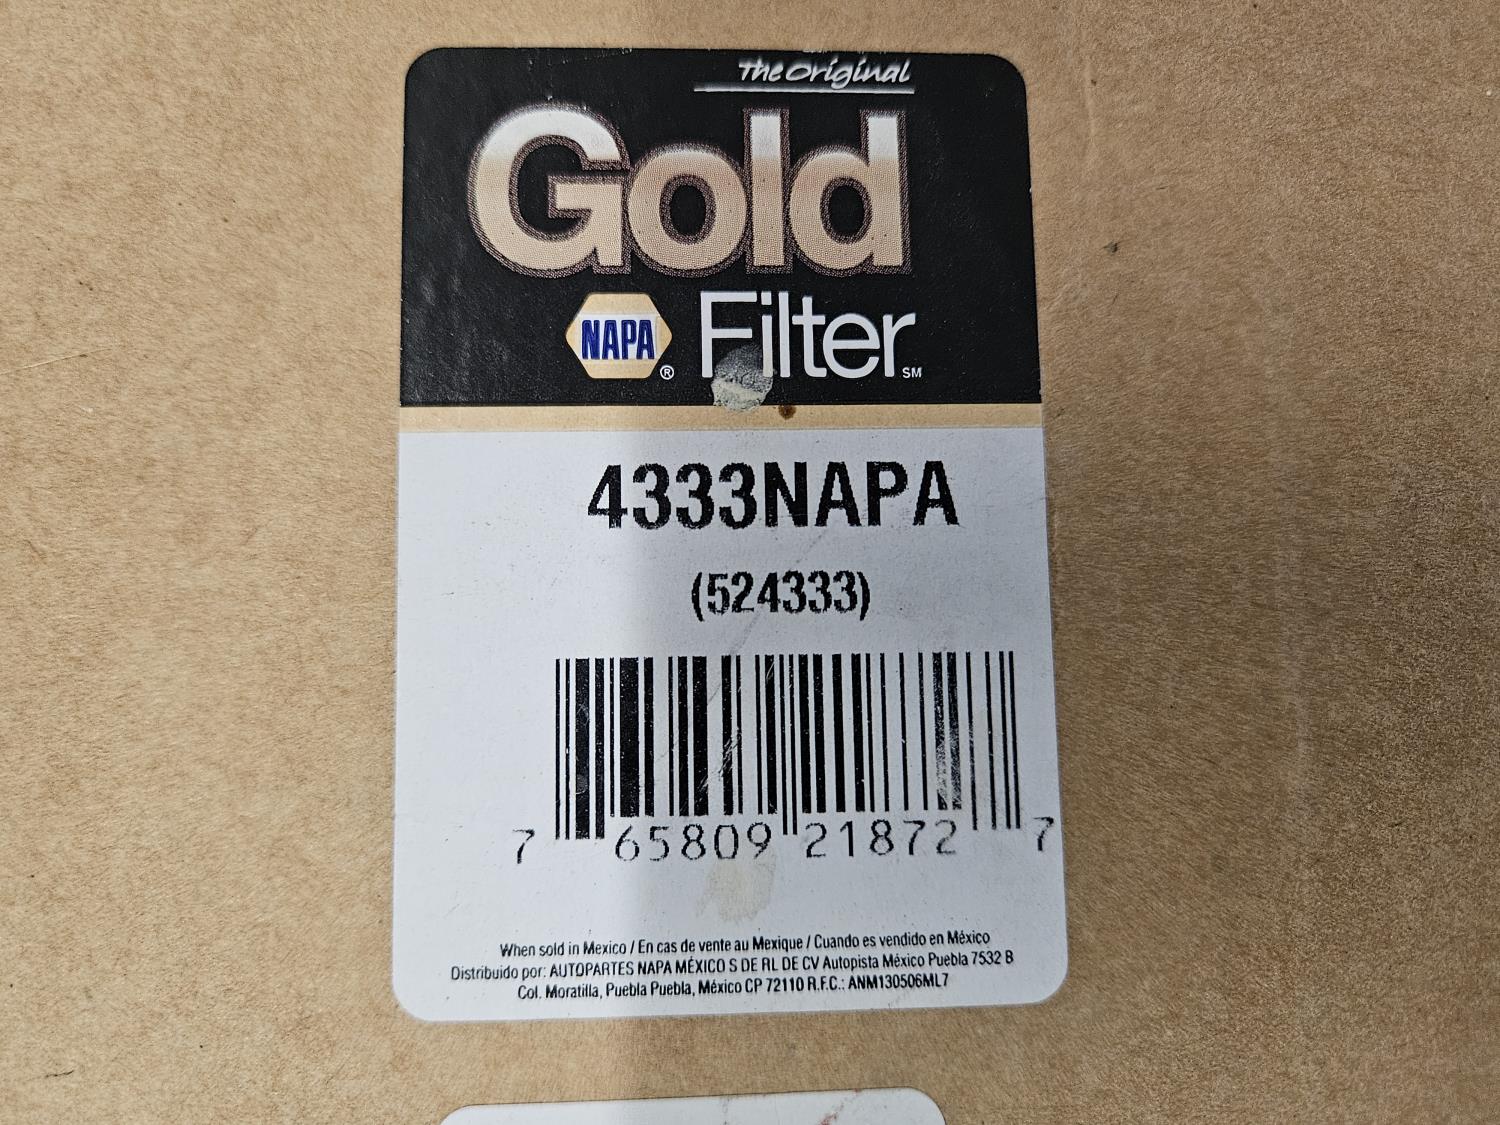 The Original
Gold
NAPA ® Filter SM
4333NAPA
(524333)
7 65809 21872 7
When sold in Mexico / En cas de vente au Mexique / Cuando es vendido en México
Distribuido por: AUTOPARTES NAPA MÉXICO S DE RL DE CV Autopista México Puebla 7532 B
Col. Moratilla, Puebla Puebla, México CP 72110 R.F.C.: ANM130506ML7